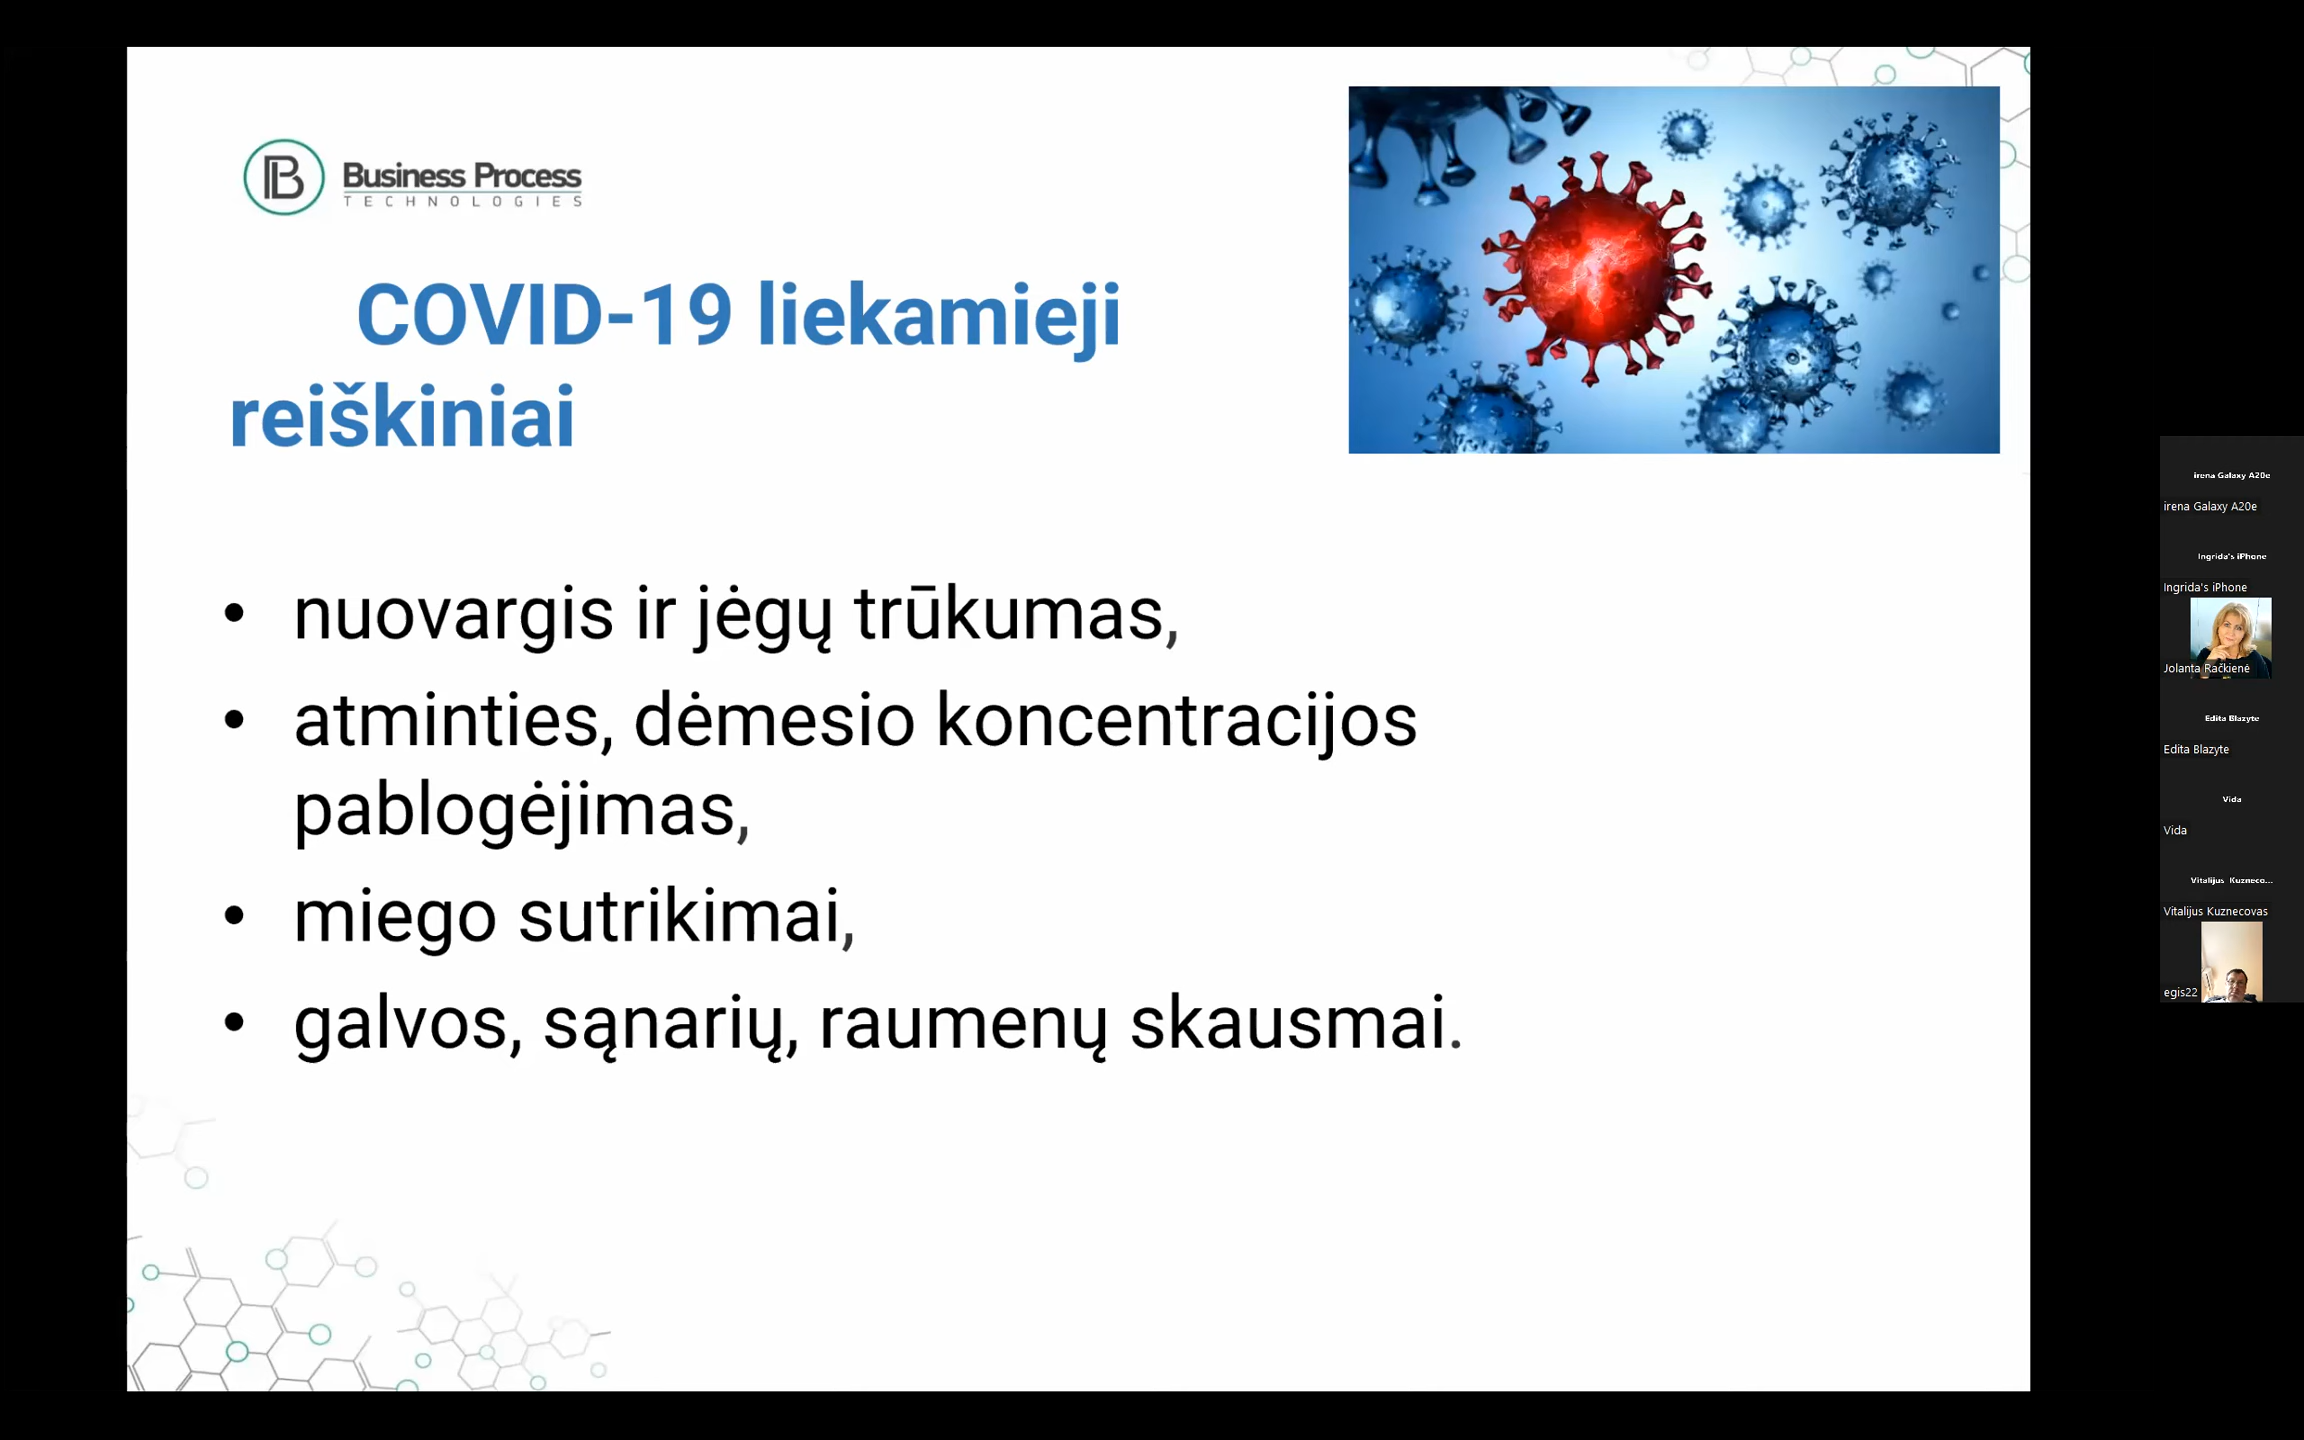 Business Process
TECHNOLOGIES
COVID-19 liekamieji
reiškiniai
• nuovargis ir jėgų trūkumas,
• atminties, dėmesio koncentracijos
pablogėjimas,
• miego sutrikimai,
• galvos, sąnarių, raumenų skausmai.
irena Galaxy A20e
irena Galaxy A20e
Ingrida's iPhone
Ingrida's iPhone
Jolanta Račkienė
Edita Blazyte
Edita Blazyte
Vida
Vida
Vitalijus Kuzneco...
Vitalijus Kuznecovas
egis22